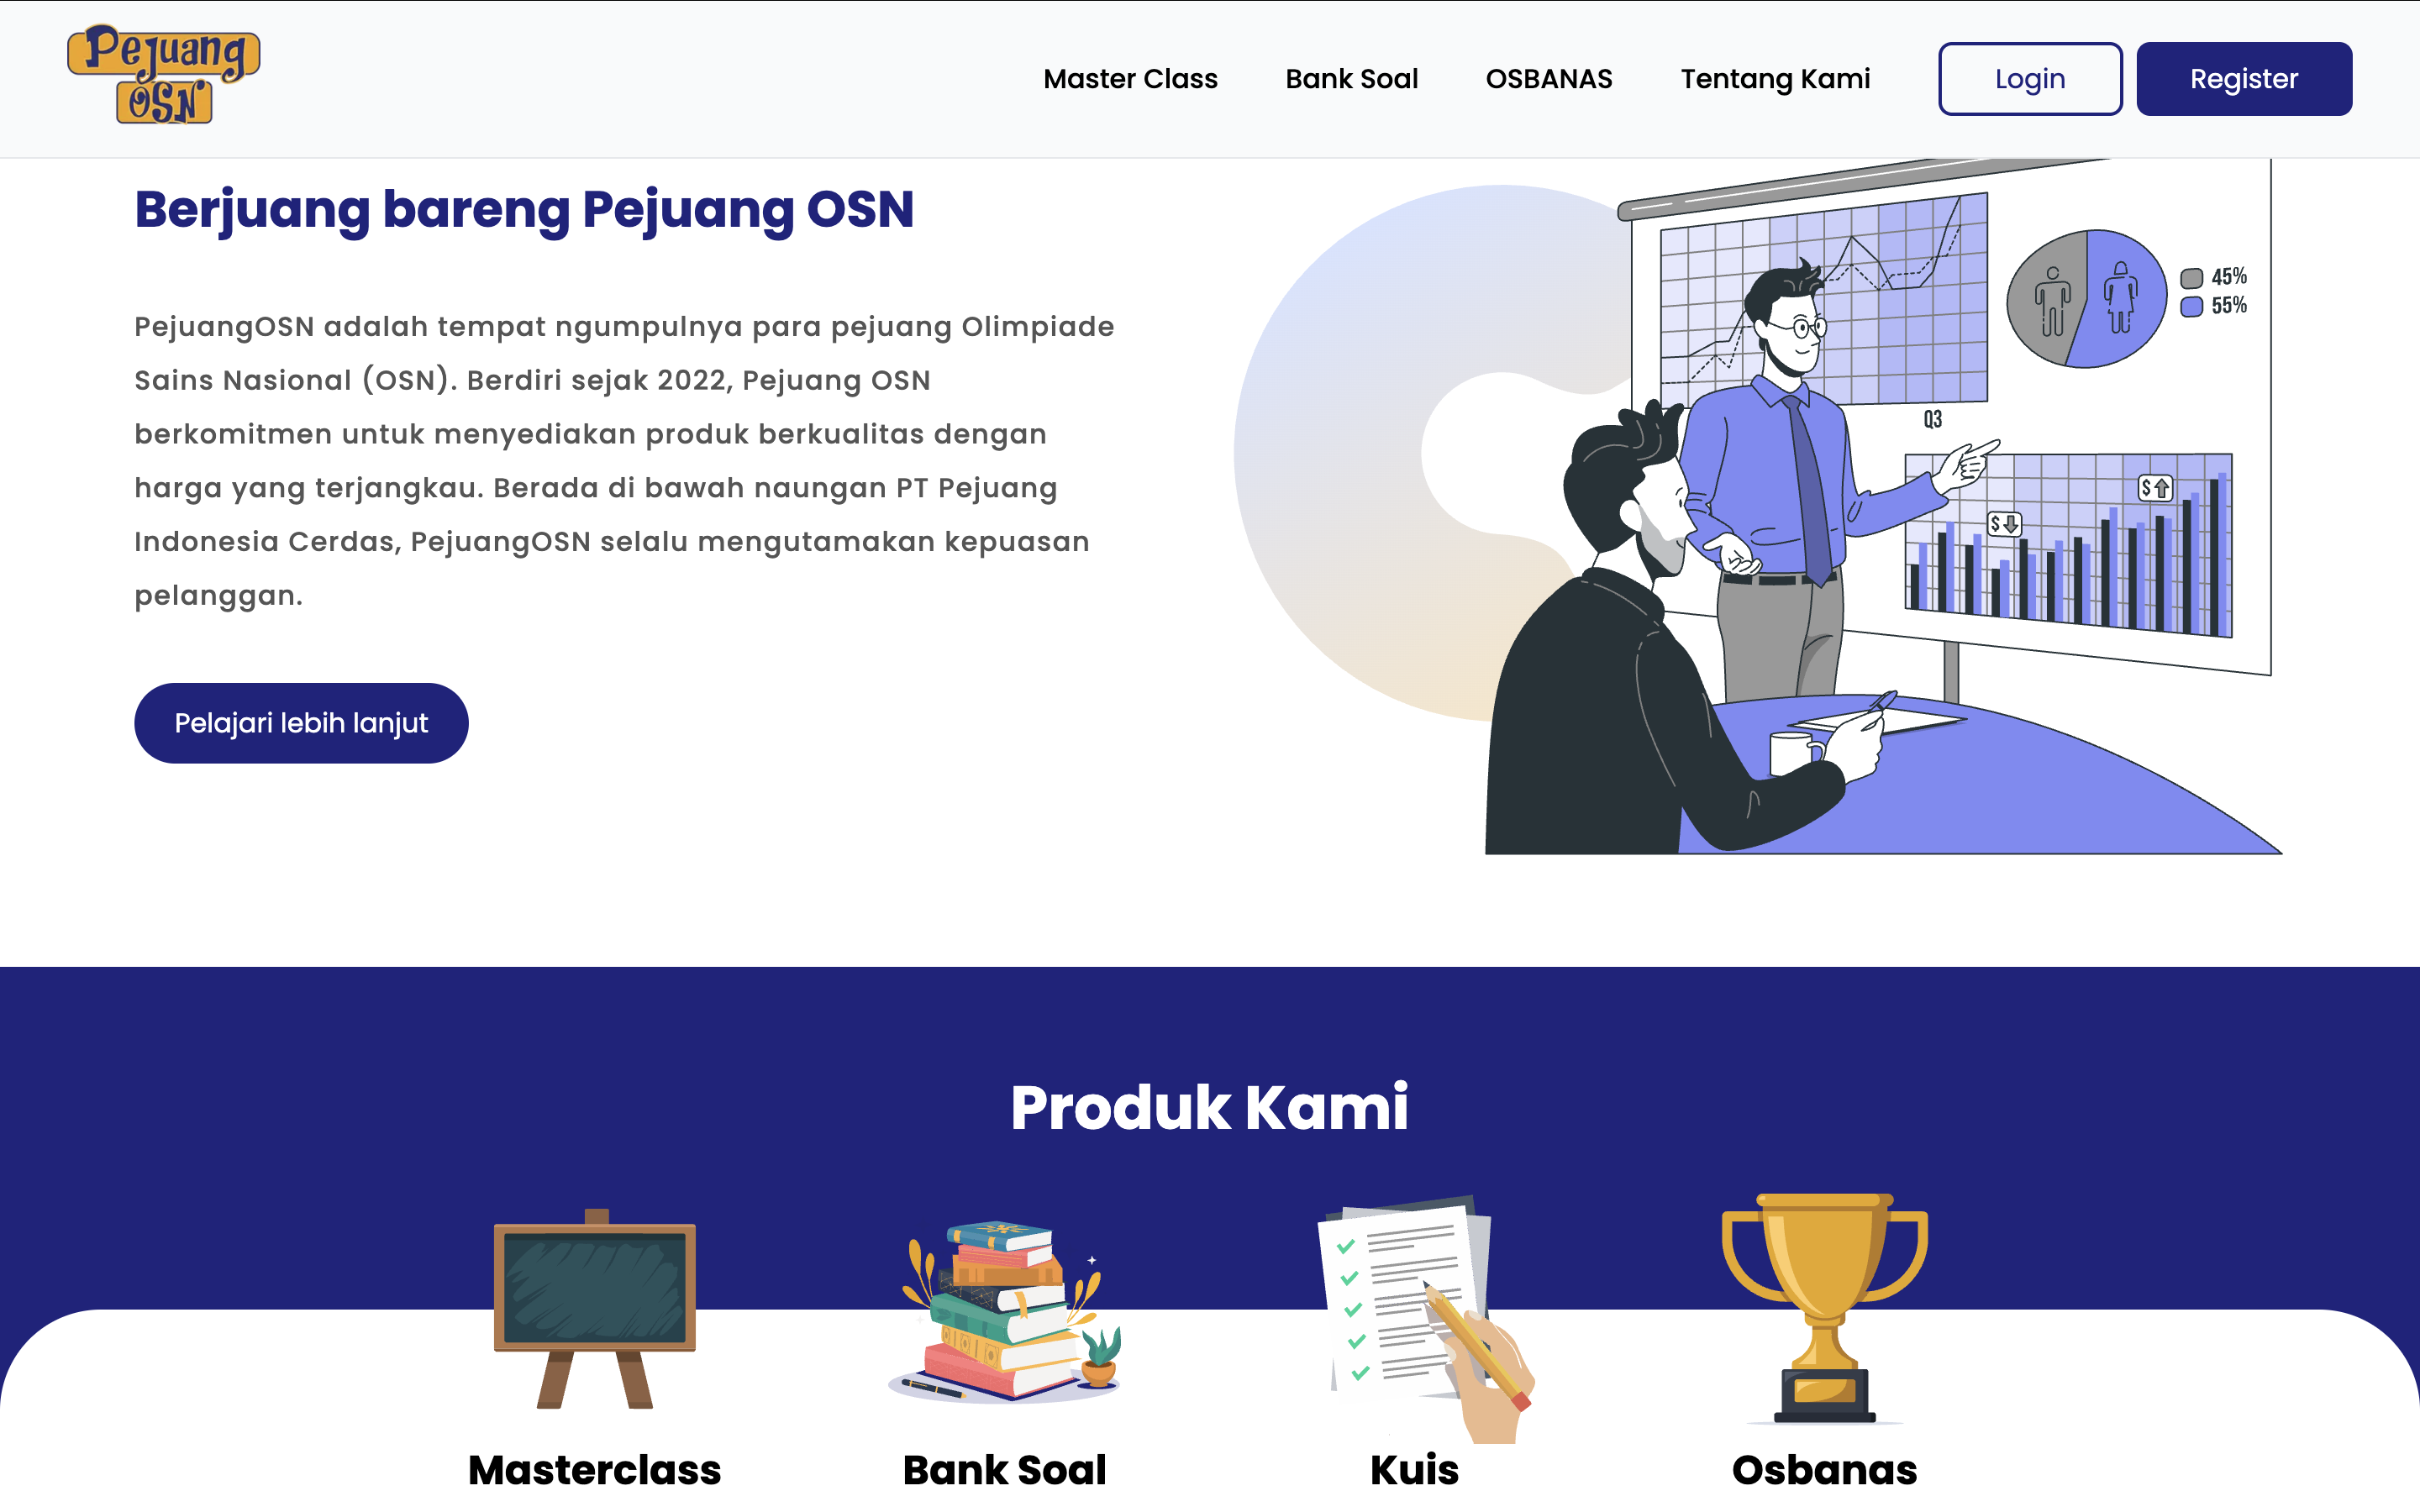 Pejuang
OSN
Master Class
Bank Soal
OSBANAS
Tentang Kami
Login
Register
Berjuang bareng Pejuang OSN
PejuangOSN adalah tempat ngumpulnya para pejuang Olimpiade
Sains Nasional (OSN). Berdiri sejak 2022, Pejuang OSN
berkomitmen untuk menyediakan produk berkualitas dengan
harga yang terjangkau. Berada di bawah naungan PT Pejuang
Indonesia Cerdas, PejuangOSN selalu mengutamakan kepuasan
pelanggan.
Pelajari lebih lanjut
45%
55%
Q3
$
$
Produk Kami
Masterclass
Bank Soal
Kuis
Osbanas